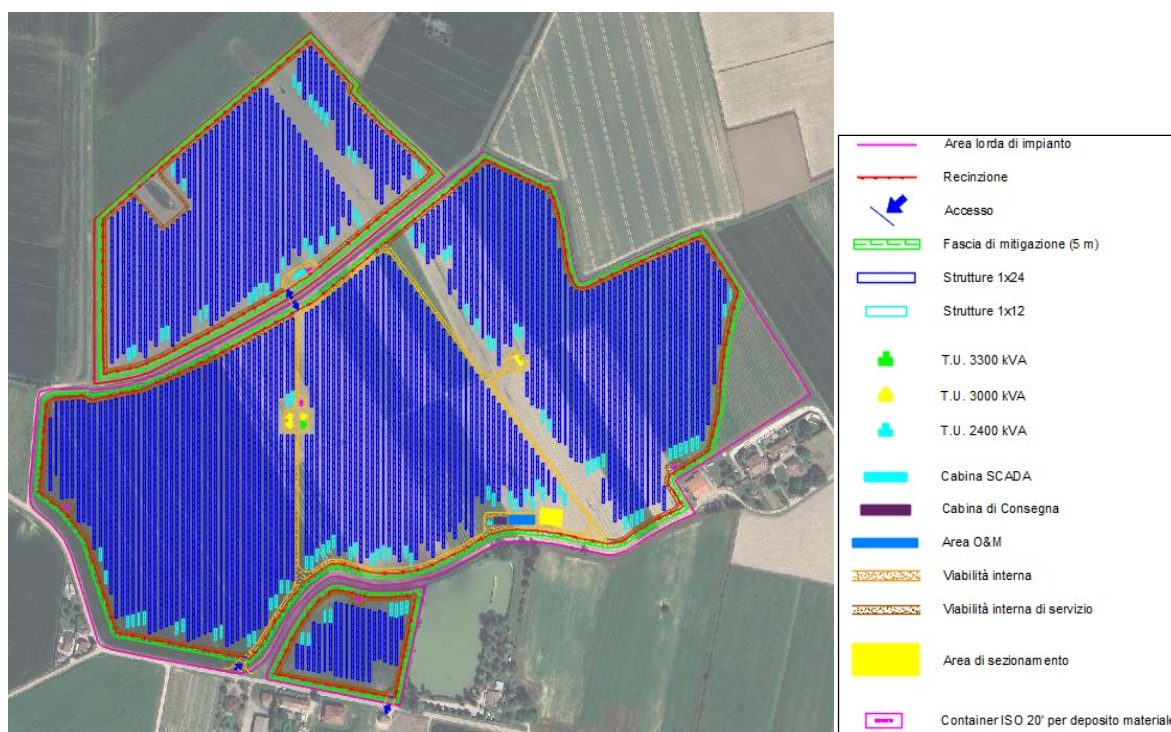 Area lorda di impianto
Recinzione
Accesso
Fascia di mitigazione (5 m)
Strutture 1x24
Strutture 1x12
T.U. 3300 kVA
T.U. 3000 kVA
T.U. 2400 kVA
Cabina SCADA
Cabina di Consegna
Area O&M
Viabilità interna
Viabilità interna di servizio
Area di sezionamento
Container ISO 20' per deposito materiale